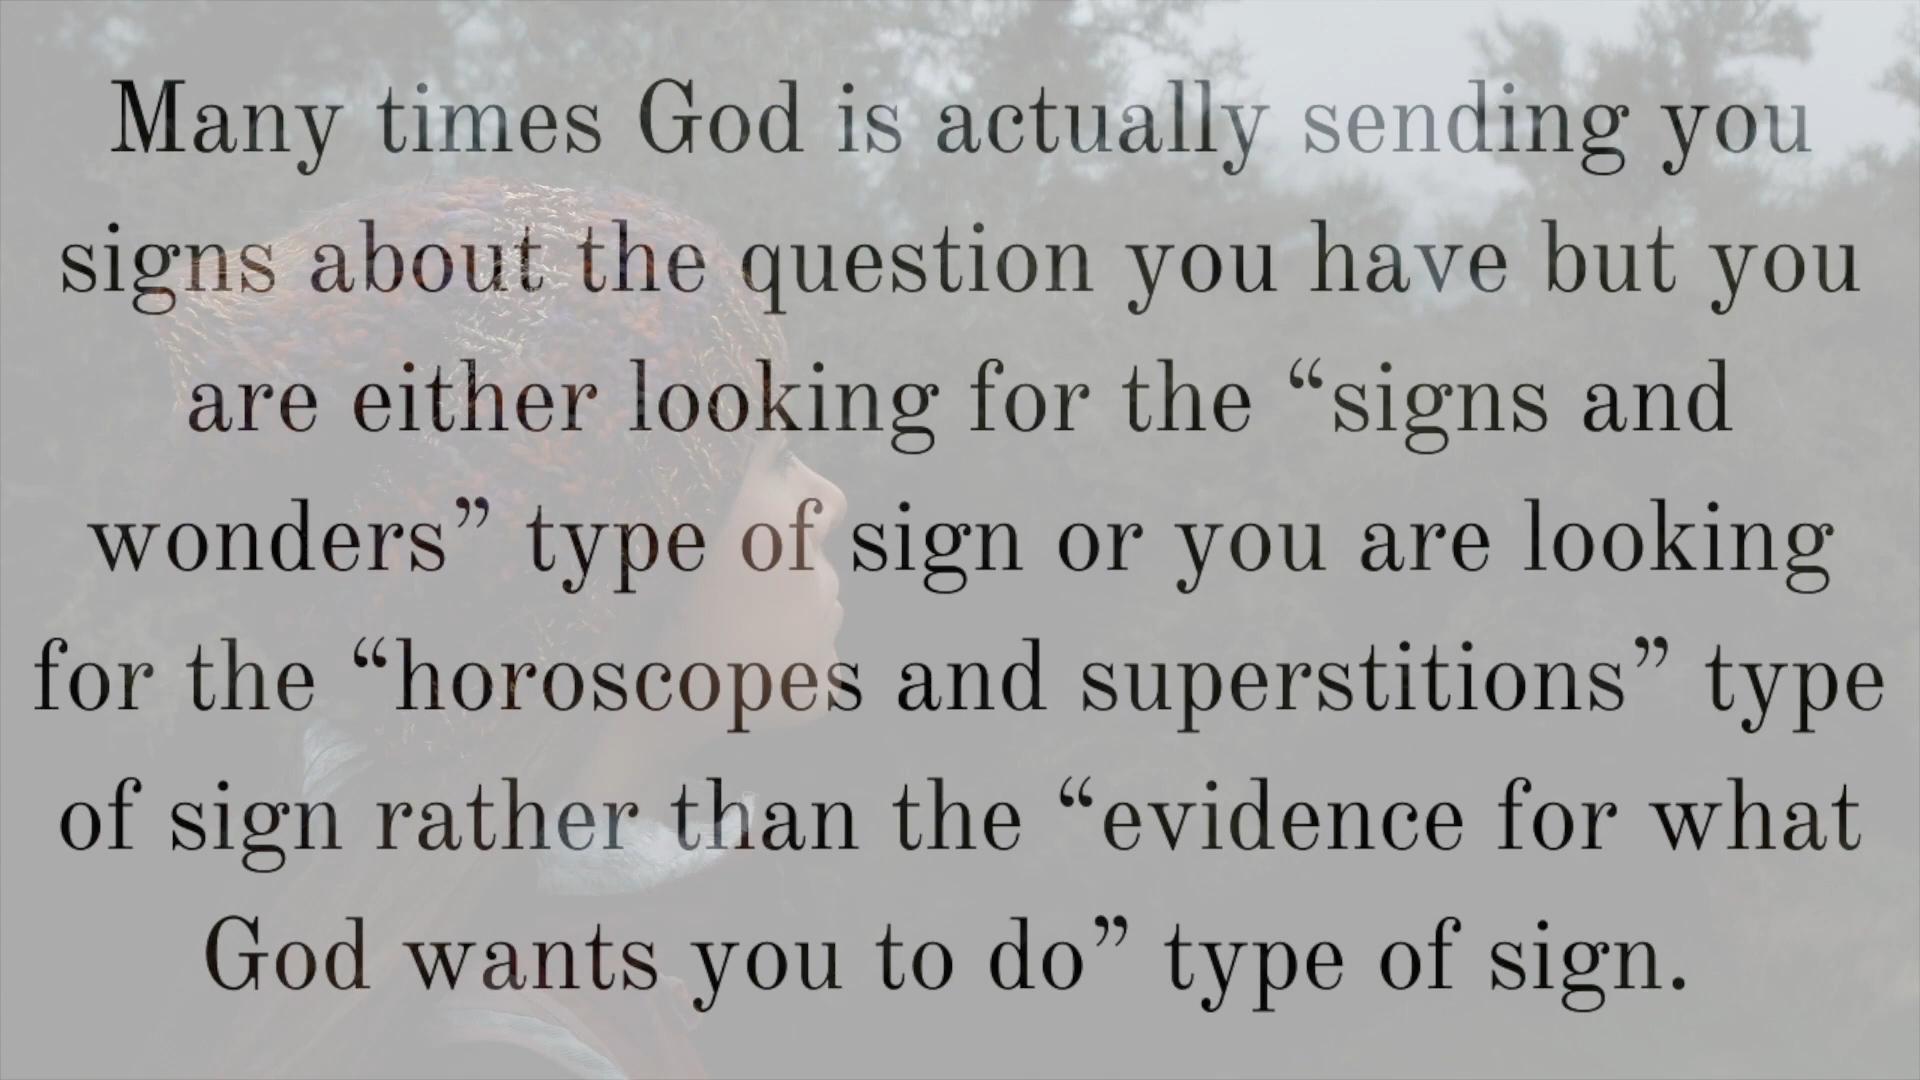 Many times God is actually sending you
signs about the question you have but you
are either looking for the “signs and
wonders” type of sign or you are looking
for the “horoscopes and superstitions” type
of sign rather than the “evidence for what
God wants you to do” type of sign.